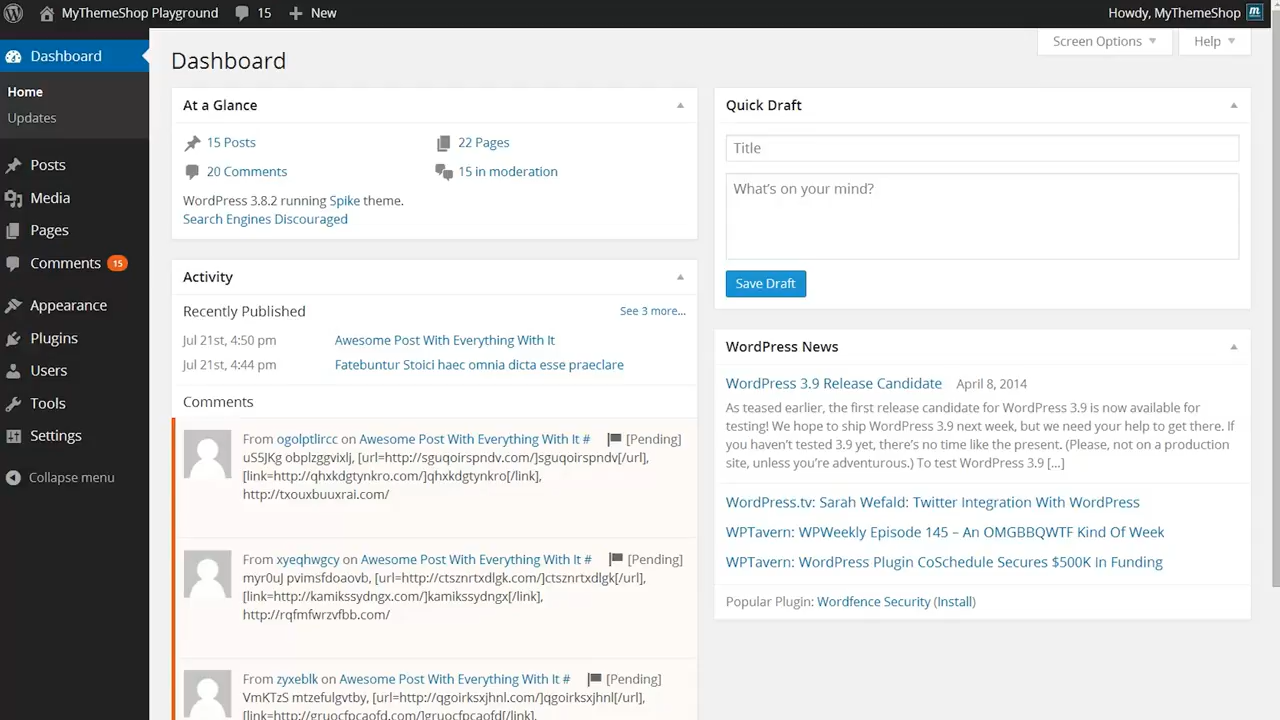 MyThemeShop Playground
15
New
Howdy, MyThemeShop
m
Screen Options
Help
Dashboard
Home
Updates
Posts
Media
Pages
Comments 15
Appearance
Plugins
Users
Tools
Settings
Collapse menu
Dashboard
At a Glance
15 Posts
22 Pages
20 Comments
15 in moderation
WordPress 3.8.2 running Spike theme.
Search Engines Discouraged
Activity
Recently Published
See 3 more...
Jul 21st, 4:50 pm Awesome Post With Everything With It
Jul 21st, 4:44 pm Fatebuntur Stoici haec omnia dicta esse praeclare
Comments
From ogolptlircc on Awesome Post With Everything With It # [Pending]
uS5JKg obplzggvixlj, [url=http://sguqoirspndv.com/]sguqoirspndv[/url],
[link=http://qhxkdgtynkro.com/]qhxkdgtynkro[/link],
http://txouxbuuxrai.com/
From xyeqhwgcy on Awesome Post With Everything With It # [Pending]
myr0uJ pvimsfdoaovb, [url=http://ctsznrtxdlgk.com/]ctsznrtxdlgk[/url],
[link=http://kamikssydngx.com/]kamikssydngx[/link],
http://rqfmfwrzvfbb.com/
From zyxeblk on Awesome Post With Everything With It # [Pending]
VmKTzS mtzefulgvtby, [url=http://qgoirksxjhnl.com/]qgoirksxjhnl[/url],
[link=http://gruocfpcaofd.com/]gruocfpcaofd[/link],
Quick Draft
Title
What's on your mind?
Save Draft
WordPress News
WordPress 3.9 Release Candidate April 8, 2014
As teased earlier, the first release candidate for WordPress 3.9 is now available for
testing! We hope to ship WordPress 3.9 next week, but we need your help to get there. If
you haven't tested 3.9 yet, there's no time like the present. (Please, not on a production
site, unless you're adventurous.) To test WordPress 3.9 [...]
WordPress.tv: Sarah Wefald: Twitter Integration With WordPress
WPTavern: WPWeekly Episode 145 – An OMGBBQWTF Kind Of Week
WPTavern: WordPress Plugin CoSchedule Secures $500K In Funding
Popular Plugin: Wordfence Security (Install)